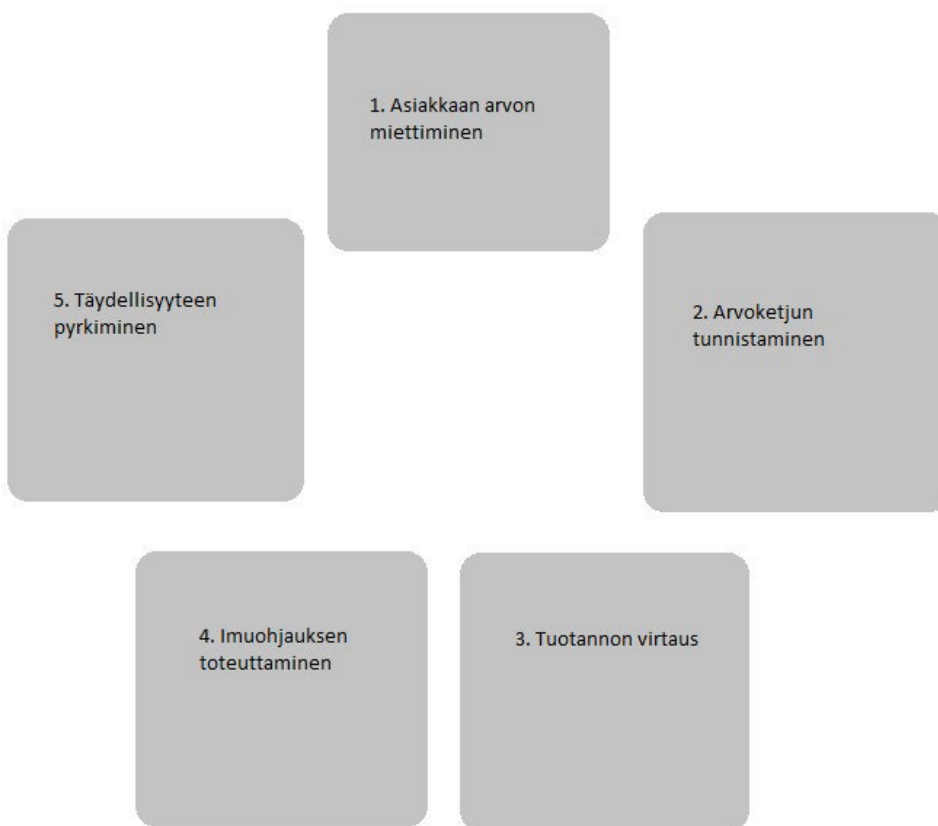 1. Asiakkaan arvon
miettiminen
2. Arvoketjun
tunnistaminen
3. Tuotannon virtaus
4. Imuohjauksen
toteuttaminen
5. Täydellisyyteen
pyrkiminen